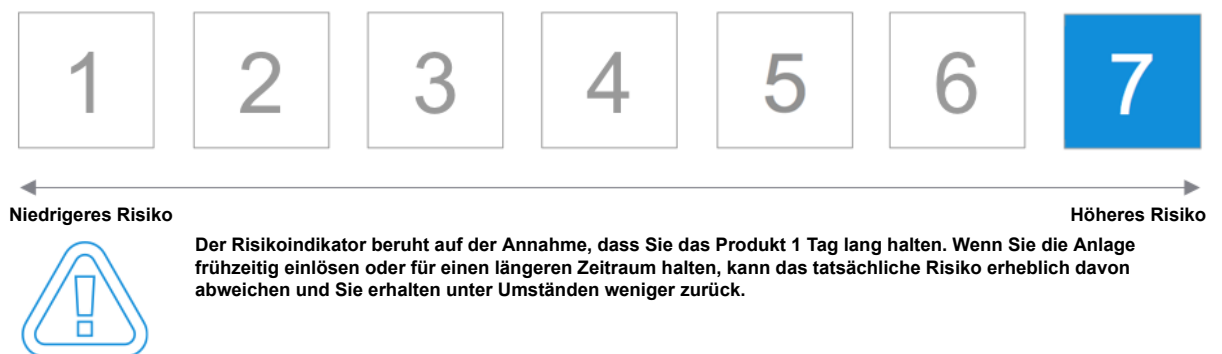 1 2 3 4 5 6 7
Niedrigeres Risiko Höheres Risiko
Der Risikoindikator beruht auf der Annahme, dass Sie das Produkt 1 Tag lang halten. Wenn Sie die Anlage
frühzeitig einlösen oder für einen längeren Zeitraum halten, kann das tatsächliche Risiko erheblich davon
abweichen und Sie erhalten unter Umständen weniger zurück.